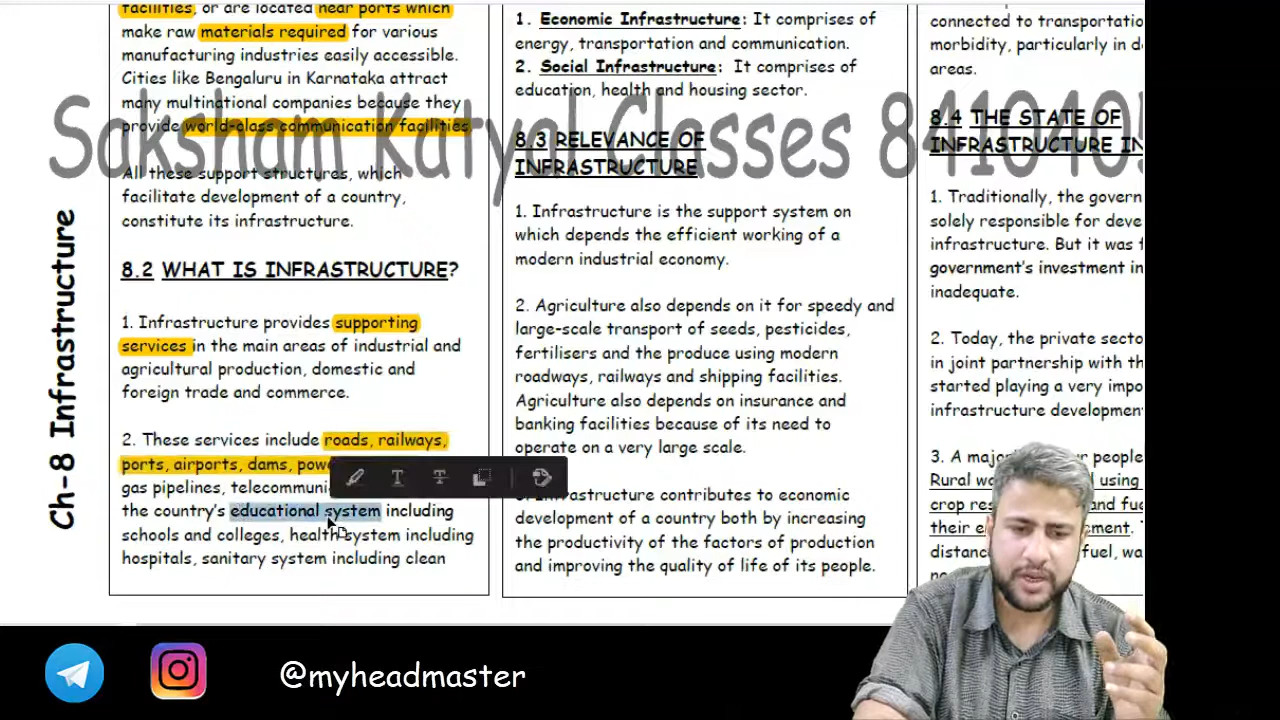 facilities, or are located near ports which
make raw materials required for various
manufacturing industries easily accessible.
Cities like Bengaluru in Karnataka attract
many multinational companies because they
provide world-class communication facilities
All these support structures, which
facilitate development of a country,
constitute its infrastructure.
8.2 WHAT IS INFRASTRUCTURE?
1. Infrastructure provides supporting
services in the main areas of industrial and
agricultural production, domestic and
foreign trade and commerce.
2. These services include roads, railways,
ports, airports, dams,
gas pipelines,
the country's educational system including
schools and colleges, health system including
hospitals, sanitary system including clean
1. Economic Infrastructure: It comprises of
energy, transportation and communication.
2. Social Infrastructure: It comprises of
education, health and housing sector.
8.3 RELEVANCE OF
INFRASTRUCTURE
1. Infrastructure is the support system on
which depends the efficient working of a
modern industrial economy.
2. Agriculture also depends on it for speedy and
large-scale transport of seeds, pesticides,
fertilisers and the produce using modern
roadways, railways and shipping facilities.
Agriculture also depends on insurance and
banking facilities because of its need to
operate on a very large scale.
contributes to economic
development of a country both by increasing
the productivity of the factors of production
and improving the quality of life of its people.
connected to transportatio
morbidity, particularly in d
areas.
8.4 THE STATE OF
INFRASTRUCTURE IN
1. Traditionally, the govern
solely responsible for deve
infrastructure. But it was f
government's investment in
inadequate.
2. Today, the private secto
in joint partnership with th
started playing a very impo
infrastructure development
3. A people
Rural using
crop and fue
their
fuel, wa
Ch-8 Infrastructure
Saksham Katyal Classes 8410405
@myheadmaster